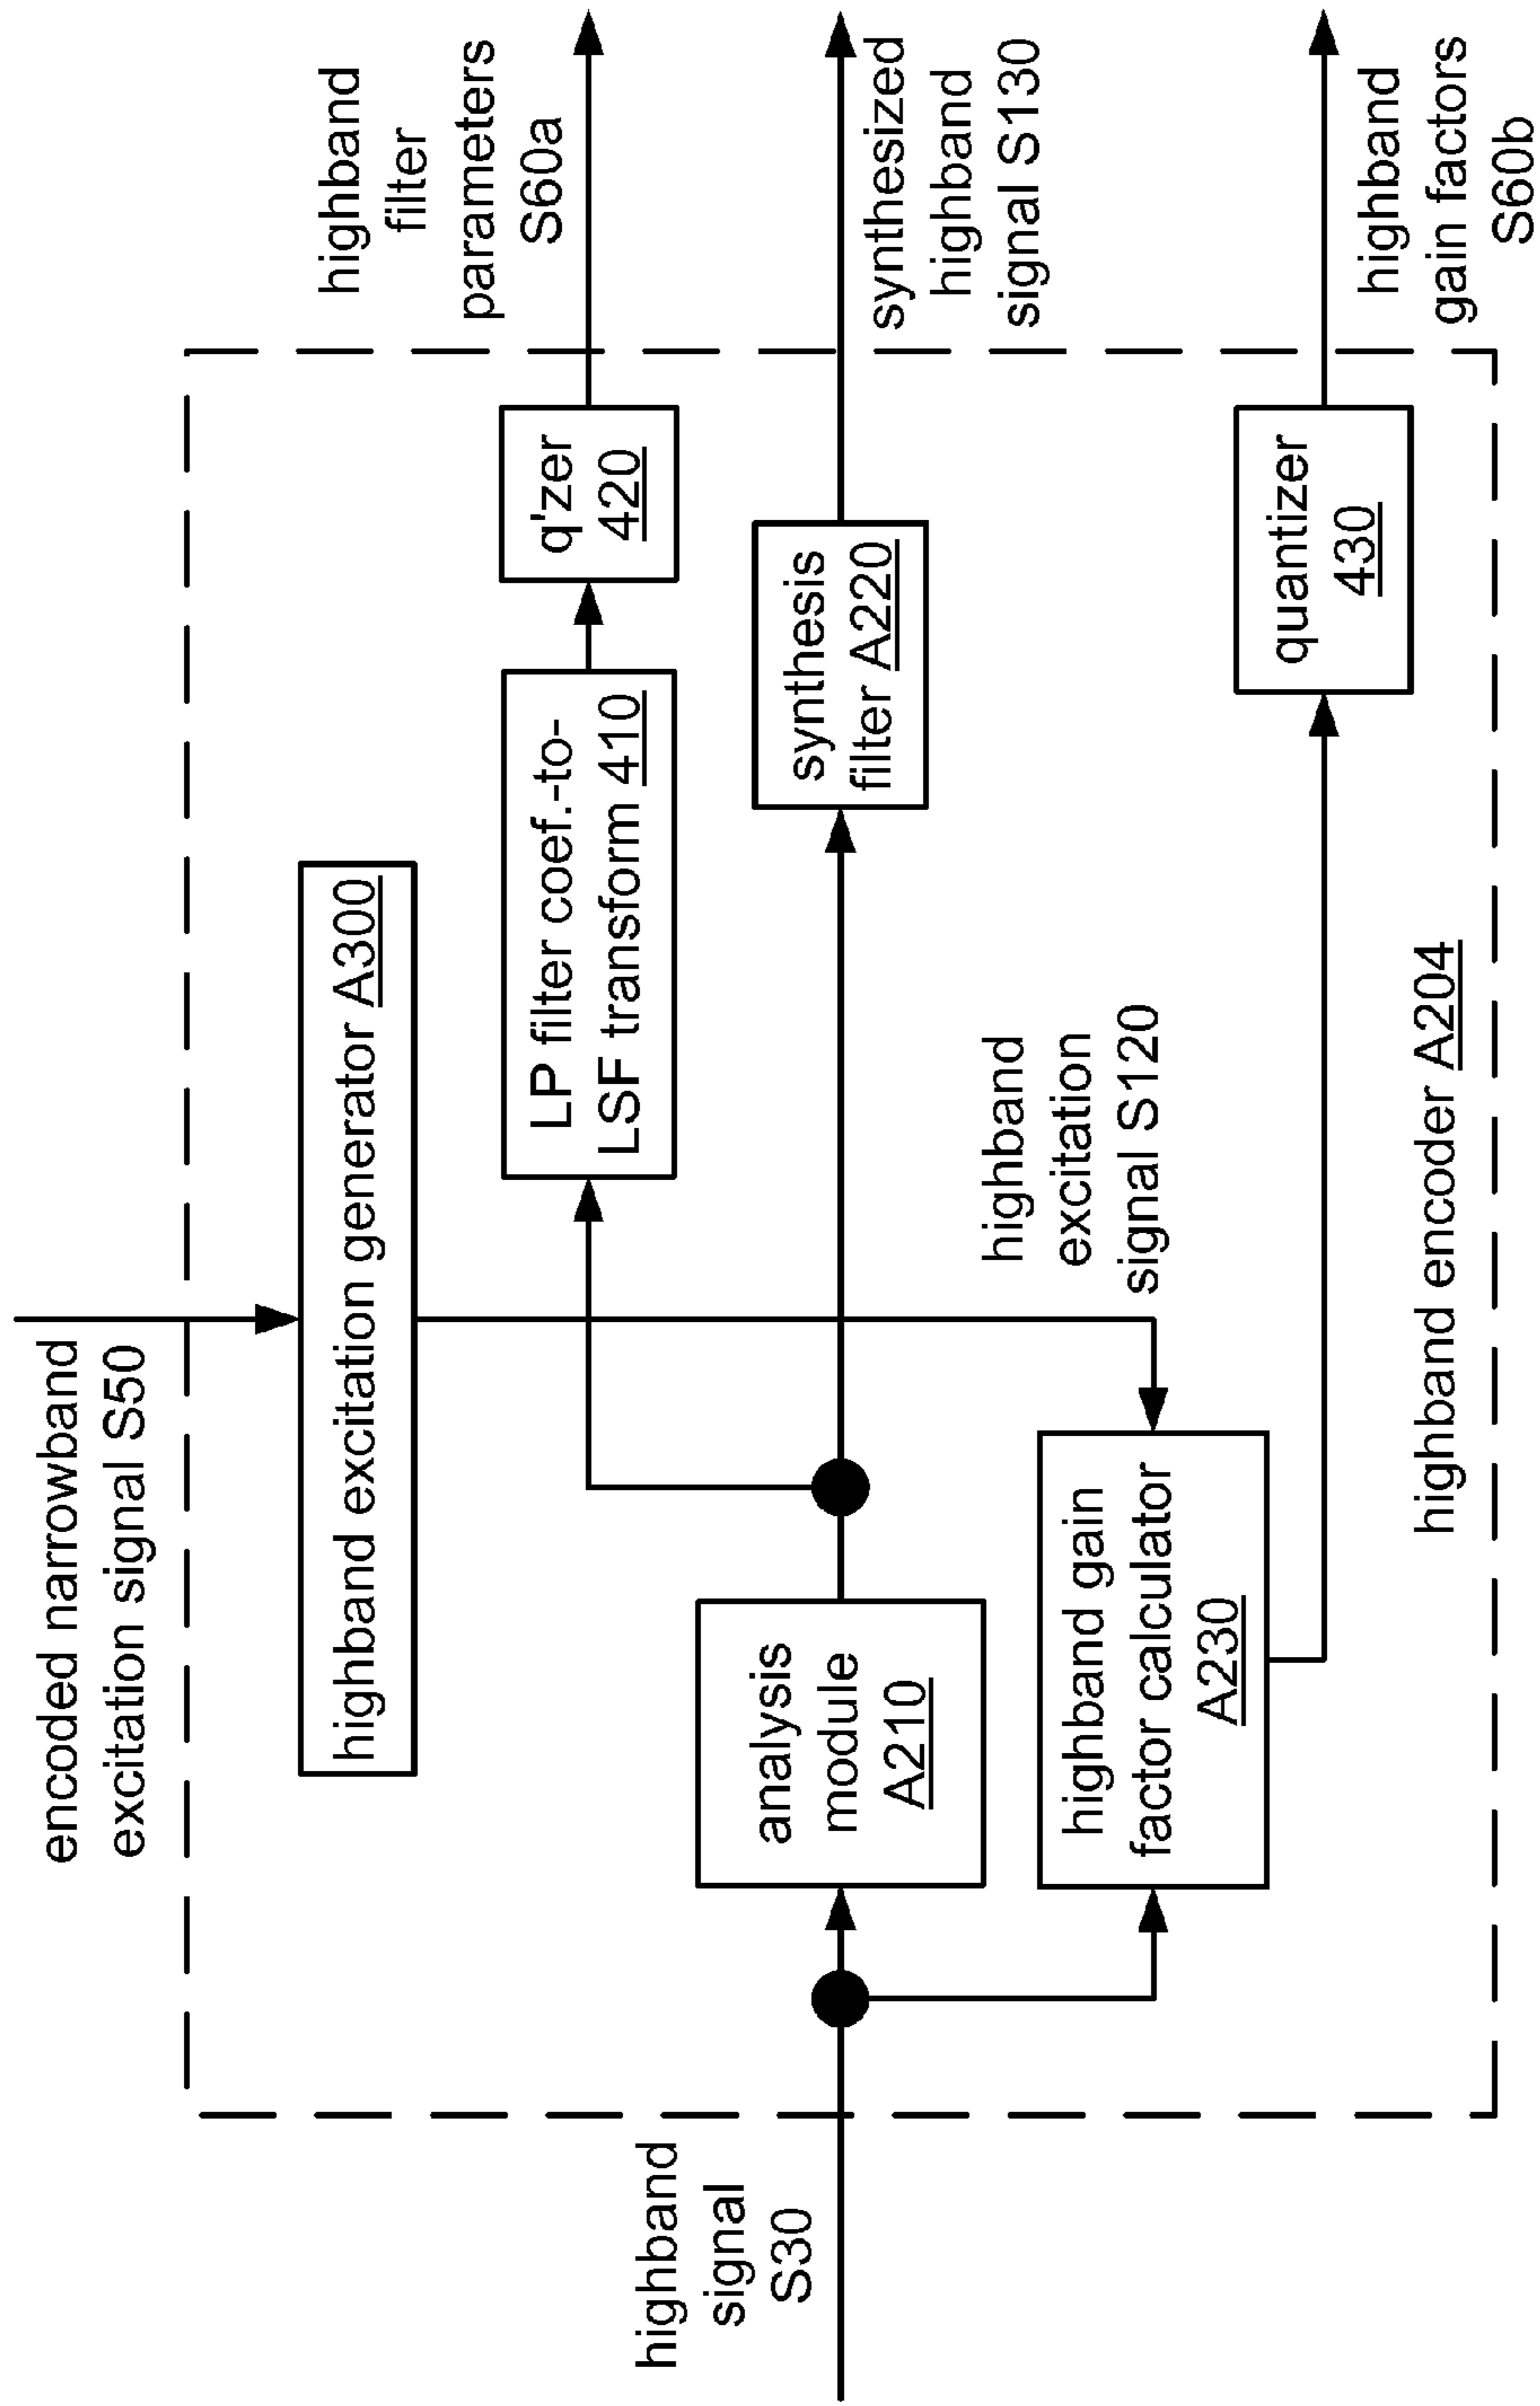 encoded narrowband
excitation signal S50
highband excitation generator A300
highband
filter
parameters
S60a
LP filter coef.-to-
LSF transform 410
q'zer
420
highband
signal
S30
analysis
module
A210
synthesis
filter A220
synthesized
highband
signal S130
highband
excitation
signal S120
highband gain
factor calculator
A230
quantizer
430
highband
gain factors
S60b
highband encoder A204